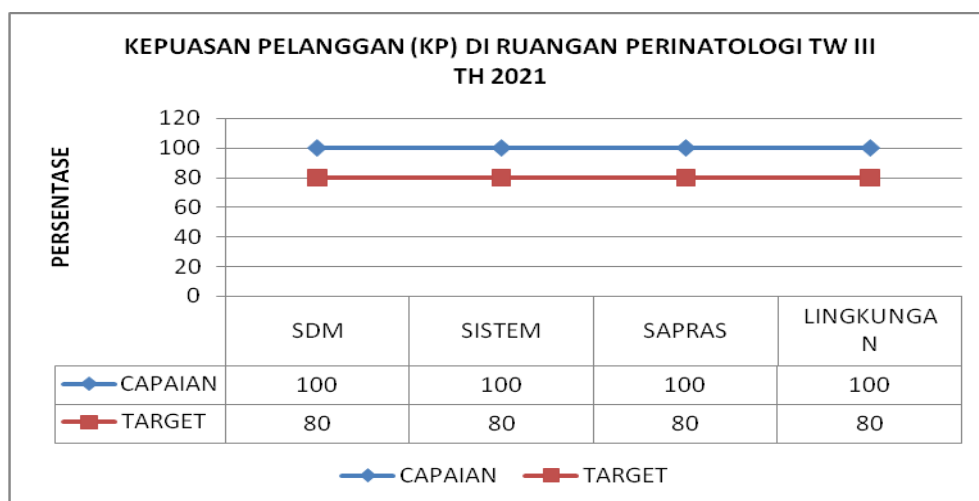 KEPUASAN PELANGGAN (KP) DI RUANGAN PERINATOLOGI TW III
TH 2021
PERSENTASE
120
100
80
60
40
20
0
SDM SISTEM SAPRAS LINGKUNGA
N
CAPAIAN 100 100 100 100
TARGET 80 80 80 80
CAPAIAN TARGET